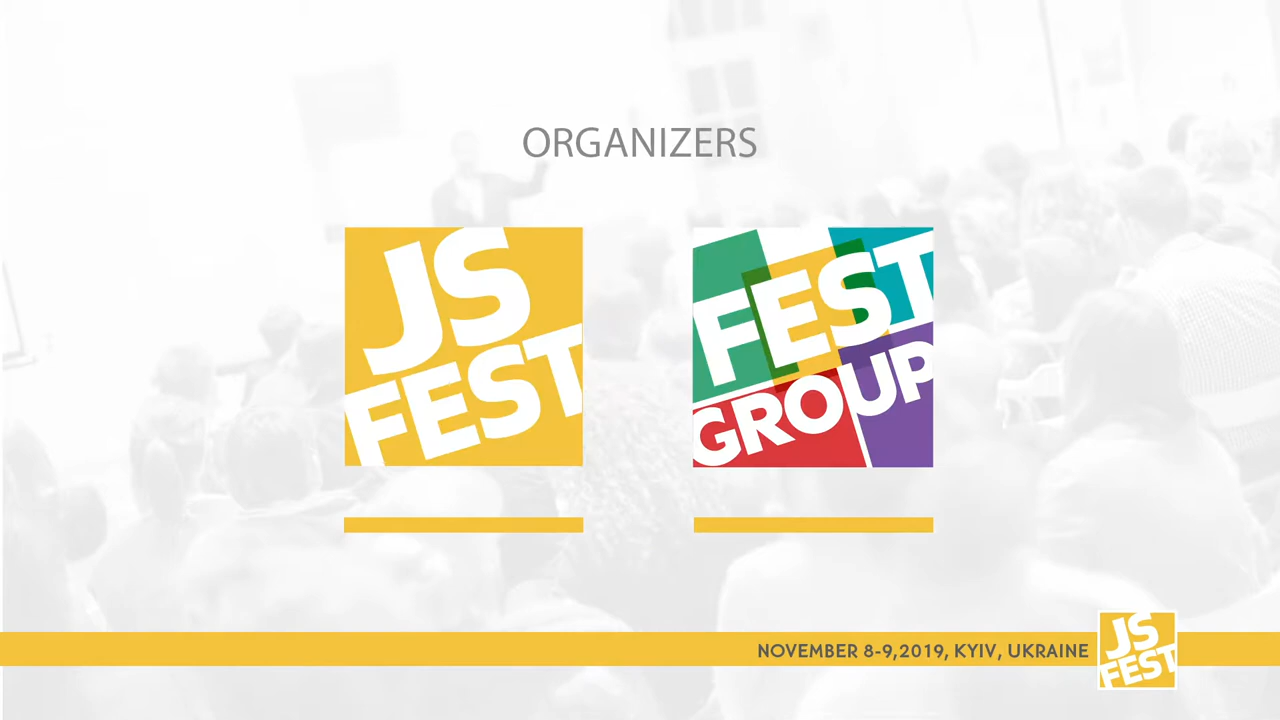 ORGANIZERS
JS
FEST
FEST
GROUP
NOVEMBER 8-9,2019, KYIV, UKRAINE
JS
FEST